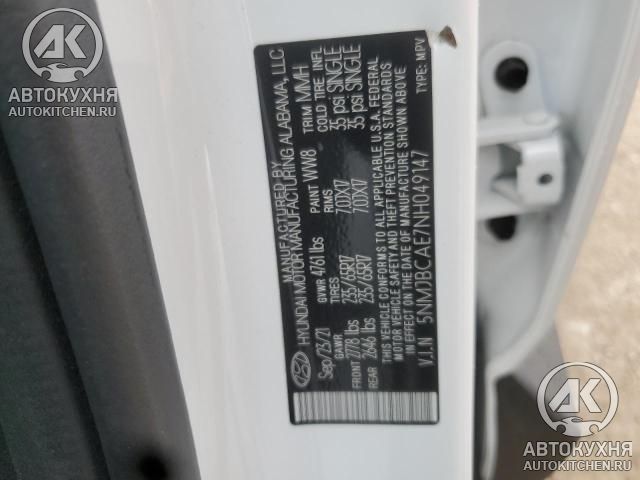 AK
АВТОКУХНЯ
AUTOKITCHEN.RU
MANUFACTURED BY
HYUNDAI MOTOR MANUFACTURING ALABAMA, LLC
Sep/23/21 GVWR 4761 lbs PAINT WW8 TRIM MMH
GAWR TIRES RIMS COLD TIRE INFL
FRONT 2778 lbs 235/65R17 7.0JX17 35 psi SINGLE
REAR 2646 lbs 235/65R17 7.0JX17 35 psi SINGLE
THIS VEHICLE CONFORMS TO ALL APPLICABLE U.S.A. FEDERAL
MOTOR VEHICLE SAFETY AND THEFT PREVENTION STANDARDS
IN EFFECT ON THE DATE OF MANUFACTURE SHOWN ABOVE
V.I.N 5NMJBCAE7NH049147 TYPE: MPV
AK
АВТОКУХНЯ
AUTOKITCHEN.RU